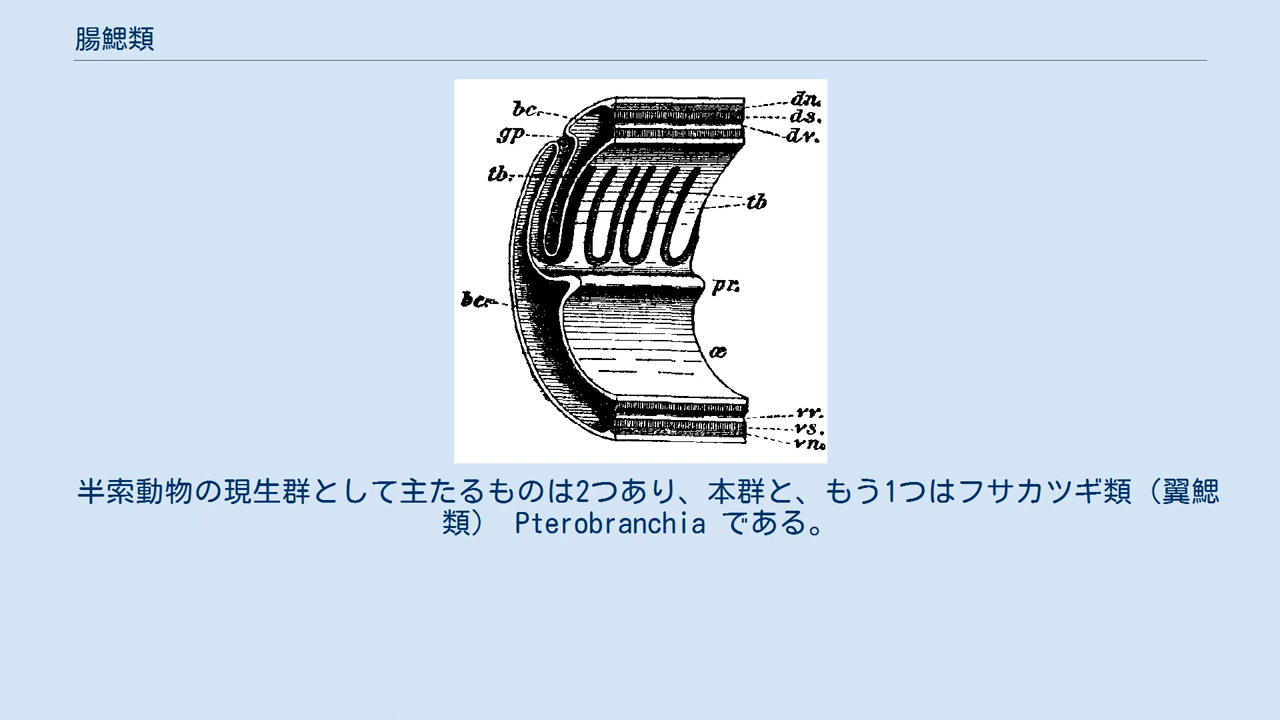 腸鰓類
bc.
gp
tb.
bc.
dn.
ds.
dv.
tb
pr.
œ
vv.
vs.
vn.
半索動物の現生群として主たるものは2つあり、本群と、もう1つはフサカツギ類（翼鰓
類） Pterobranchia である。